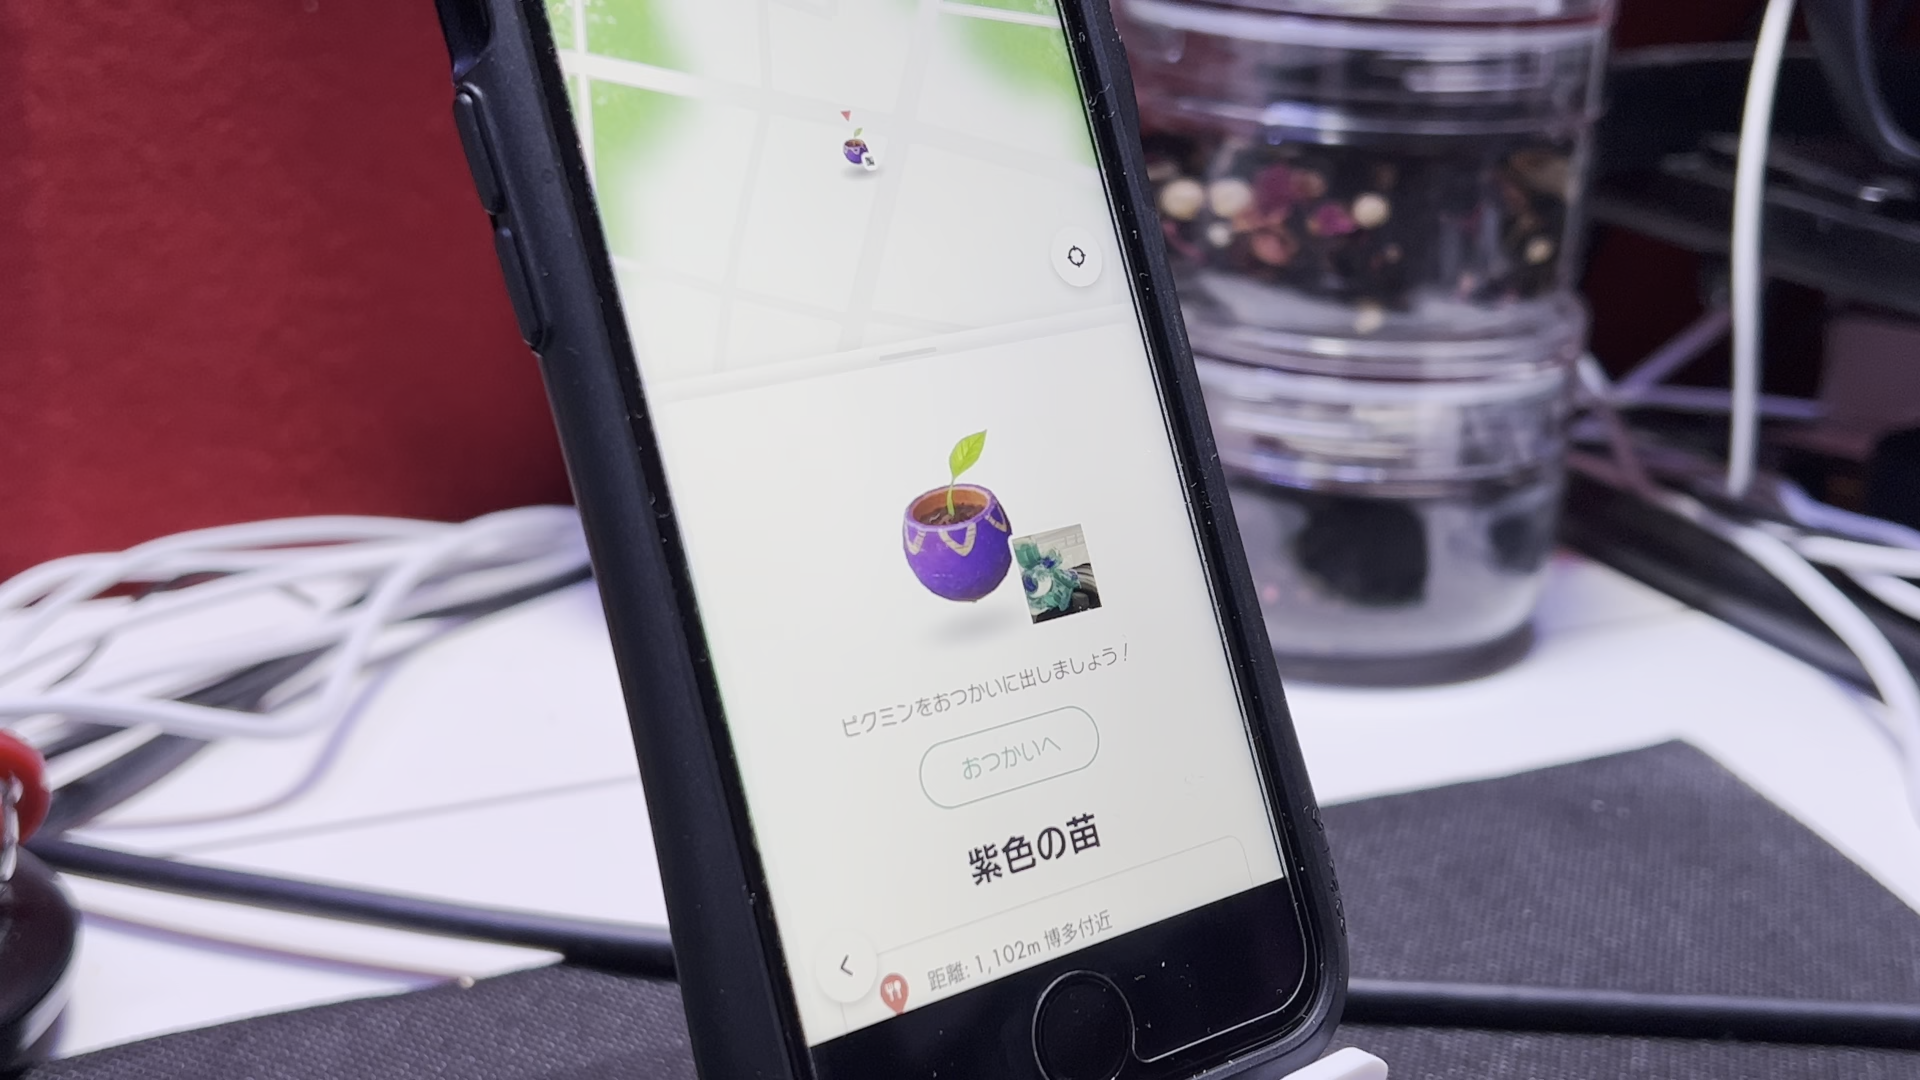 ピクミンをおつかいに出しましょう!
おつかいへ
紫色の苗
距離: 1,102m 博多付近